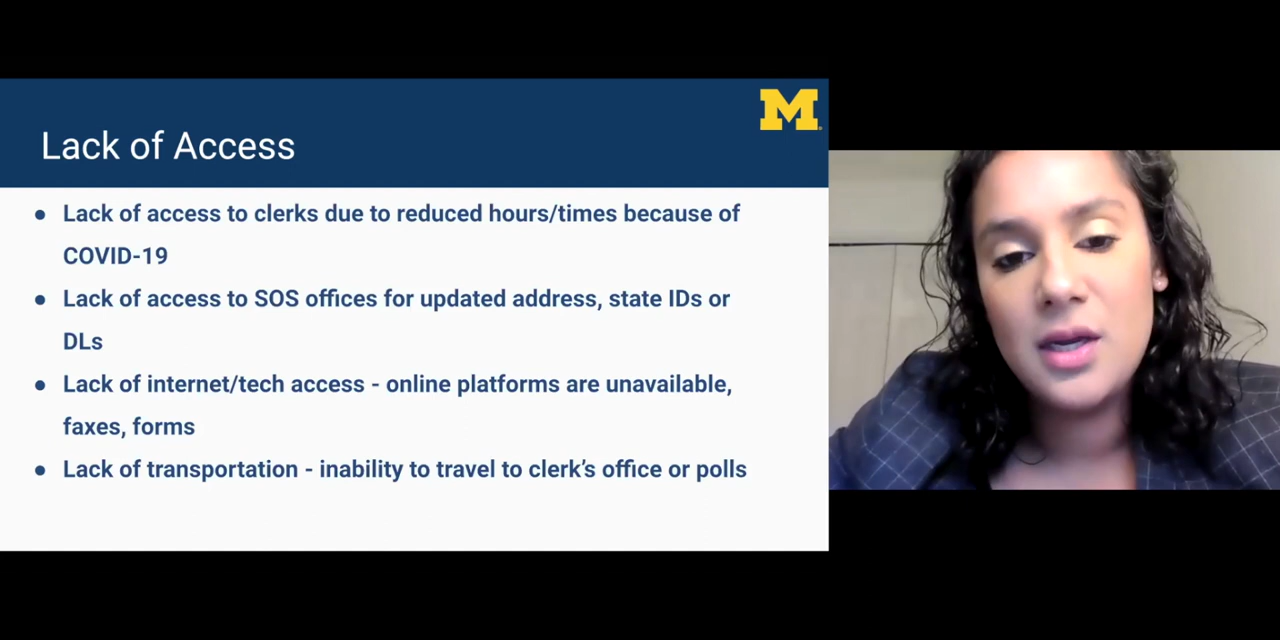 M
Lack of Access
● Lack of access to clerks due to reduced hours/times because of
COVID-19
● Lack of access to SOS offices for updated address, state IDs or
DLs
● Lack of internet/tech access - online platforms are unavailable,
faxes, forms
● Lack of transportation - inability to travel to clerk's office or polls